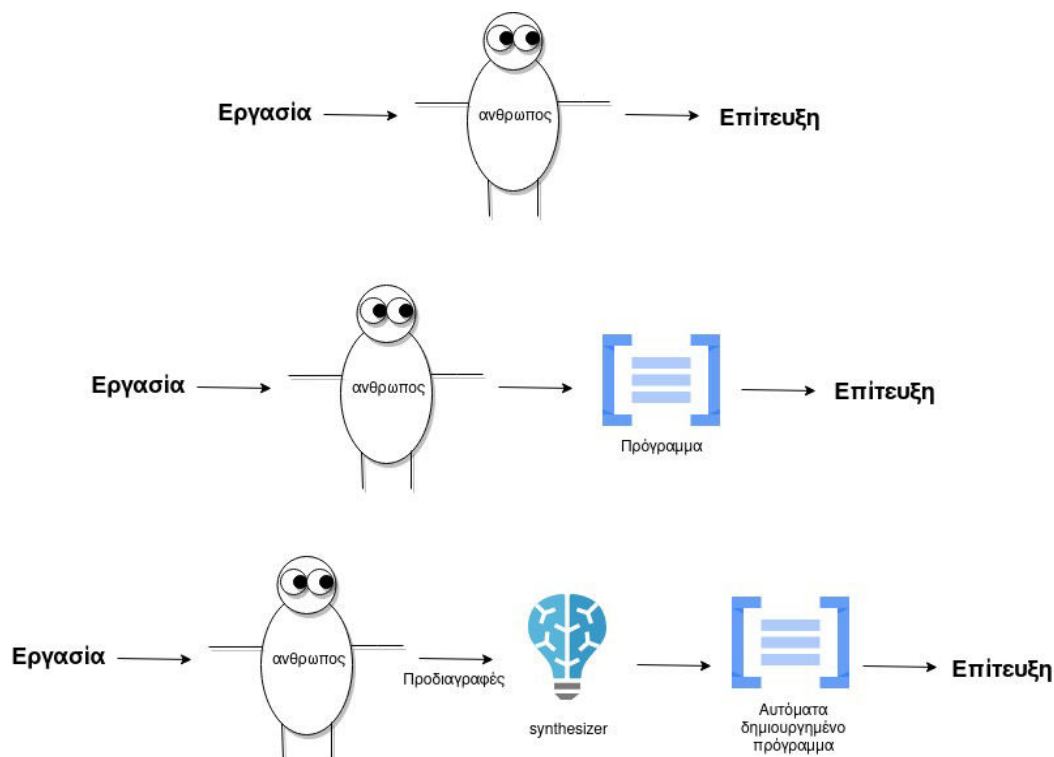 Εργασία
ανθρωπος
Επίτευξη
Εργασία
ανθρωπος
Πρόγραμμα
Επίτευξη
Εργασία
ανθρωπος
Προδιαγραφές
synthesizer
Αυτόματα
δημιουργημένο
πρόγραμμα
Επίτευξη